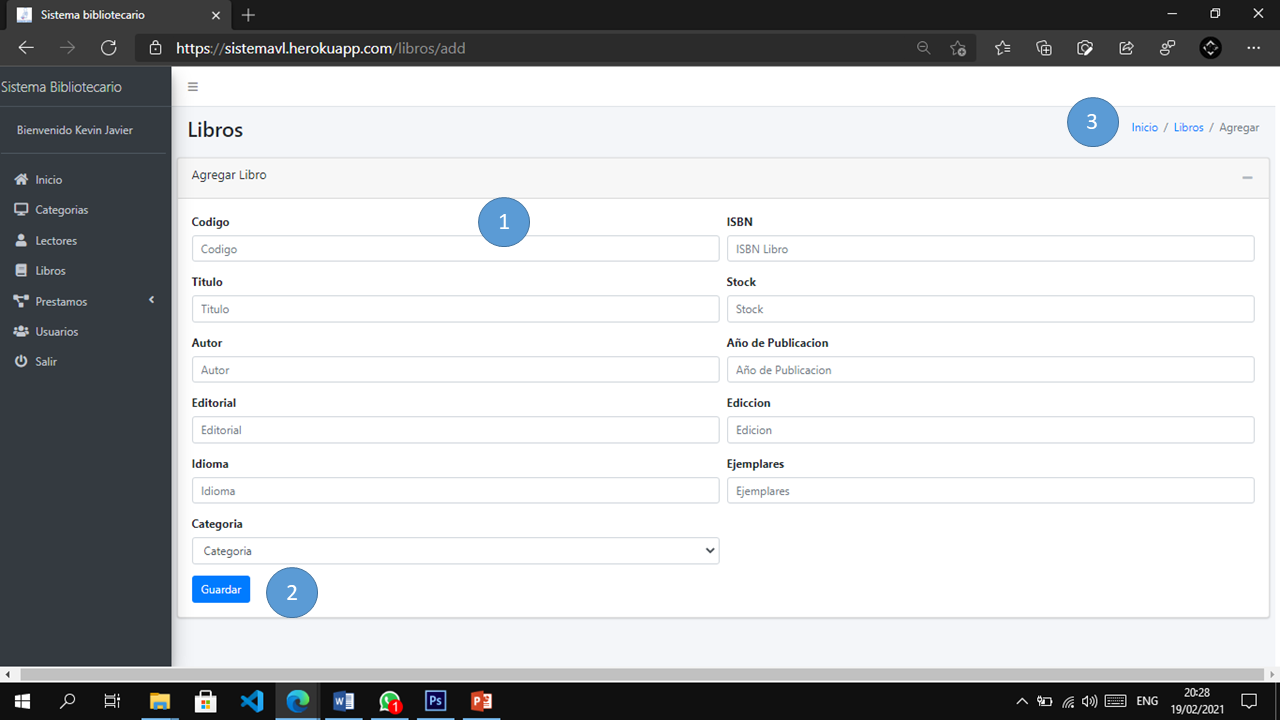 Sistema bibliotecario
https://sistemavl.herokuapp.com/libros/add
Sistema Bibliotecario
Bienvenido Kevin Javier
Inicio
Categorias
Lectores
Libros
Prestamos
Usuarios
Salir
Libros
3
Inicio / Libros / Agregar
Agregar Libro
1
Codigo
ISBN
Codigo
ISBN Libro
Titulo
Stock
Titulo
Stock
Autor
Año de Publicacion
Autor
Año de Publicacion
Editorial
Ediccion
Editorial
Edicion
Idioma
Ejemplares
Idioma
Ejemplares
Categoria
Categoria
Guardar
2
W
1
Ps
P
ENG
20:28
19/02/2021